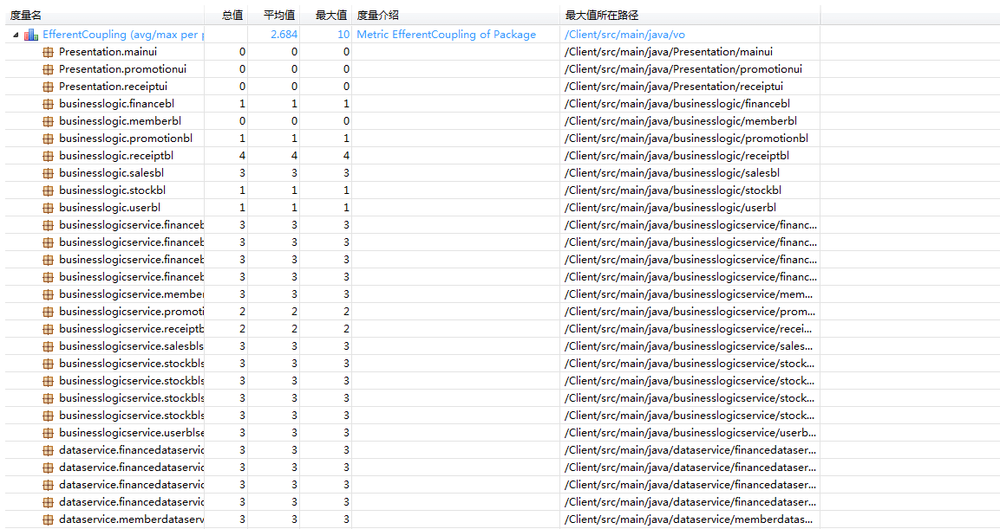 度量名 总值 平均值 最大值 度量介绍 最大值所在路径
EfferentCoupling (avg/max per p 2.684 10 Metric EfferentCoupling of Package /Client/src/main/java/vo
Presentation.mainui 0 0 0 /Client/src/main/java/Presentation/mainui
Presentation.promotionui 0 0 0 /Client/src/main/java/Presentation/promotionui
Presentation.receiptui 0 0 0 /Client/src/main/java/Presentation/receiptui
businesslogic.financebl 1 1 1 /Client/src/main/java/businesslogic/financebl
businesslogic.memberbl 0 0 0 /Client/src/main/java/businesslogic/memberbl
businesslogic.promotionbl 1 1 1 /Client/src/main/java/businesslogic/promotionbl
businesslogic.receiptbl 4 4 4 /Client/src/main/java/businesslogic/receiptbl
businesslogic.salesbl 3 3 3 /Client/src/main/java/businesslogic/salesbl
businesslogic.stockbl 1 1 1 /Client/src/main/java/businesslogic/stockbl
businesslogic.userbl 1 1 1 /Client/src/main/java/businesslogic/userbl
businesslogicservice.financeb 3 3 3 /Client/src/main/java/businesslogicservice/financ...
businesslogicservice.financeb 3 3 3 /Client/src/main/java/businesslogicservice/financ...
businesslogicservice.financeb 3 3 3 /Client/src/main/java/businesslogicservice/financ...
businesslogicservice.financeb 3 3 3 /Client/src/main/java/businesslogicservice/financ...
businesslogicservice.member 3 3 3 /Client/src/main/java/businesslogicservice/mem...
businesslogicservice.promoti 2 2 2 /Client/src/main/java/businesslogicservice/prom...
businesslogicservice.receiptb 2 2 2 /Client/src/main/java/businesslogicservice/recei...
businesslogicservice.salesbls 3 3 3 /Client/src/main/java/businesslogicservice/sales...
businesslogicservice.stockbls 3 3 3 /Client/src/main/java/businesslogicservice/stock...
businesslogicservice.stockbls 3 3 3 /Client/src/main/java/businesslogicservice/stock...
businesslogicservice.stockbls 3 3 3 /Client/src/main/java/businesslogicservice/stock...
businesslogicservice.stockbls 3 3 3 /Client/src/main/java/businesslogicservice/stock...
businesslogicservice.userblse 3 3 3 /Client/src/main/java/businesslogicservice/userb...
dataservice.financedataservic 3 3 3 /Client/src/main/java/dataservice/financedataser...
dataservice.financedataservic 3 3 3 /Client/src/main/java/dataservice/financedataser...
dataservice.financedataservic 3 3 3 /Client/src/main/java/dataservice/financedataser...
dataservice.financedataservic 3 3 3 /Client/src/main/java/dataservice/financedataser...
dataservice.memberdataserv 3 3 3 /Client/src/main/java/dataservice/memberdatas...